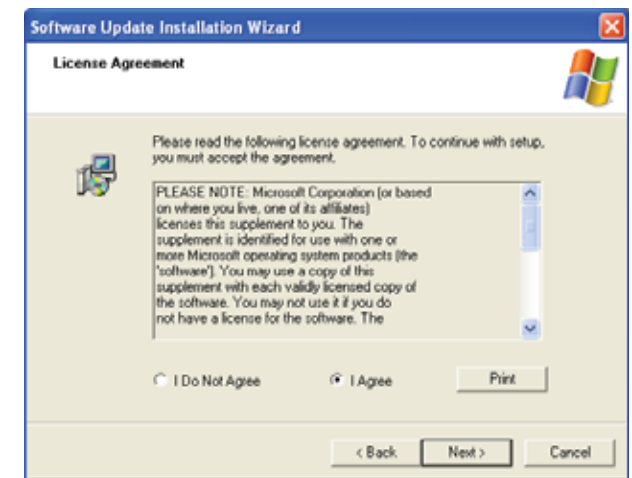 Software Update Installation Wizard
License Agreement
Please read the following license agreement. To continue with setup,
you must accept the agreement.
PLEASE NOTE: Microsoft Corporation (or based
on where you live, one of its affiliates)
licenses this supplement to you. The
supplement is identified for use with one or
more Microsoft operating system products (the
'software'). You may use a copy of this
supplement with each validly licensed copy of
the software. You may not use it if you do
not have a license for the software. The
I Do Not Agree
I Agree
Print
< Back
Next >
Cancel